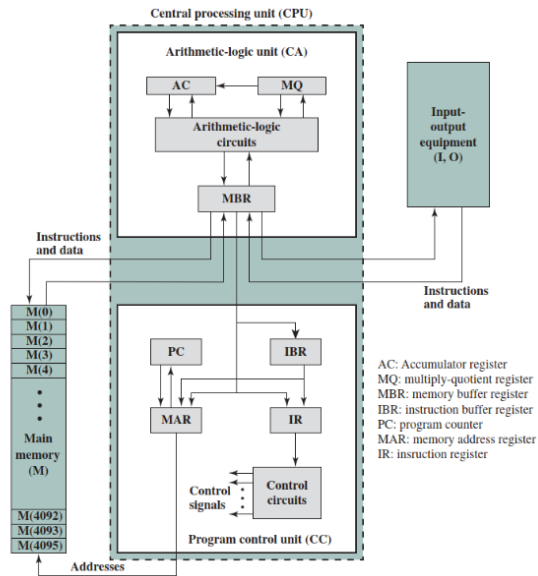 Central processing unit (CPU)
Arithmetic-logic unit (CA)
AC
MQ
Arithmetic-logic
circuits
MBR
Input-
output
equipment
(I, O)
Instructions
and data
Instructions
and data
M(0)
M(1)
M(2)
M(3)
M(4)
Main
memory
(M)
M(4092)
M(4093)
M(4095)
PC
IBR
MAR
IR
Control
signals
Control
circuits
Program control unit (CC)
Addresses
AC: Accumulator register
MQ: multiply-quotient register
MBR: memory buffer register
IBR: instruction buffer register
PC: program counter
MAR: memory address register
IR: insruction register